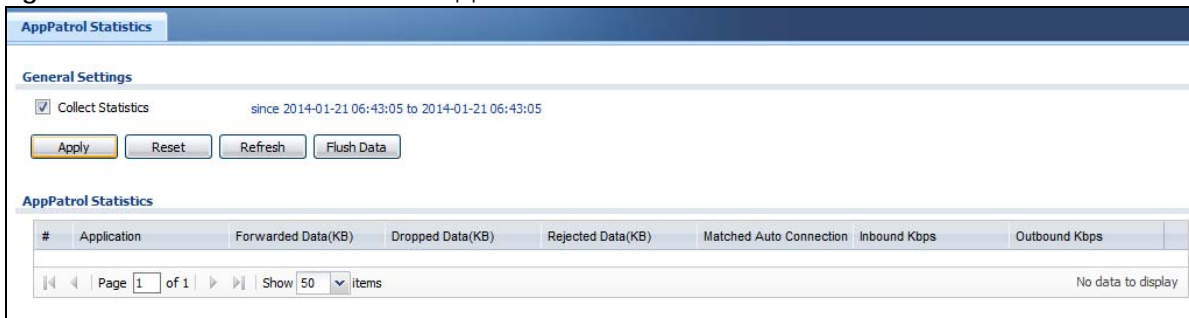 AppPatrol Statistics
General Settings
Collect Statistics since 2014-01-21 06:43:05 to 2014-01-21 06:43:05
Apply Reset Refresh Flush Data
AppPatrol Statistics
# Application Forwarded Data(KB) Dropped Data(KB) Rejected Data(KB) Matched Auto Connection Inbound Kbps Outbound Kbps
Page 1 of 1 Show 50 items No data to display